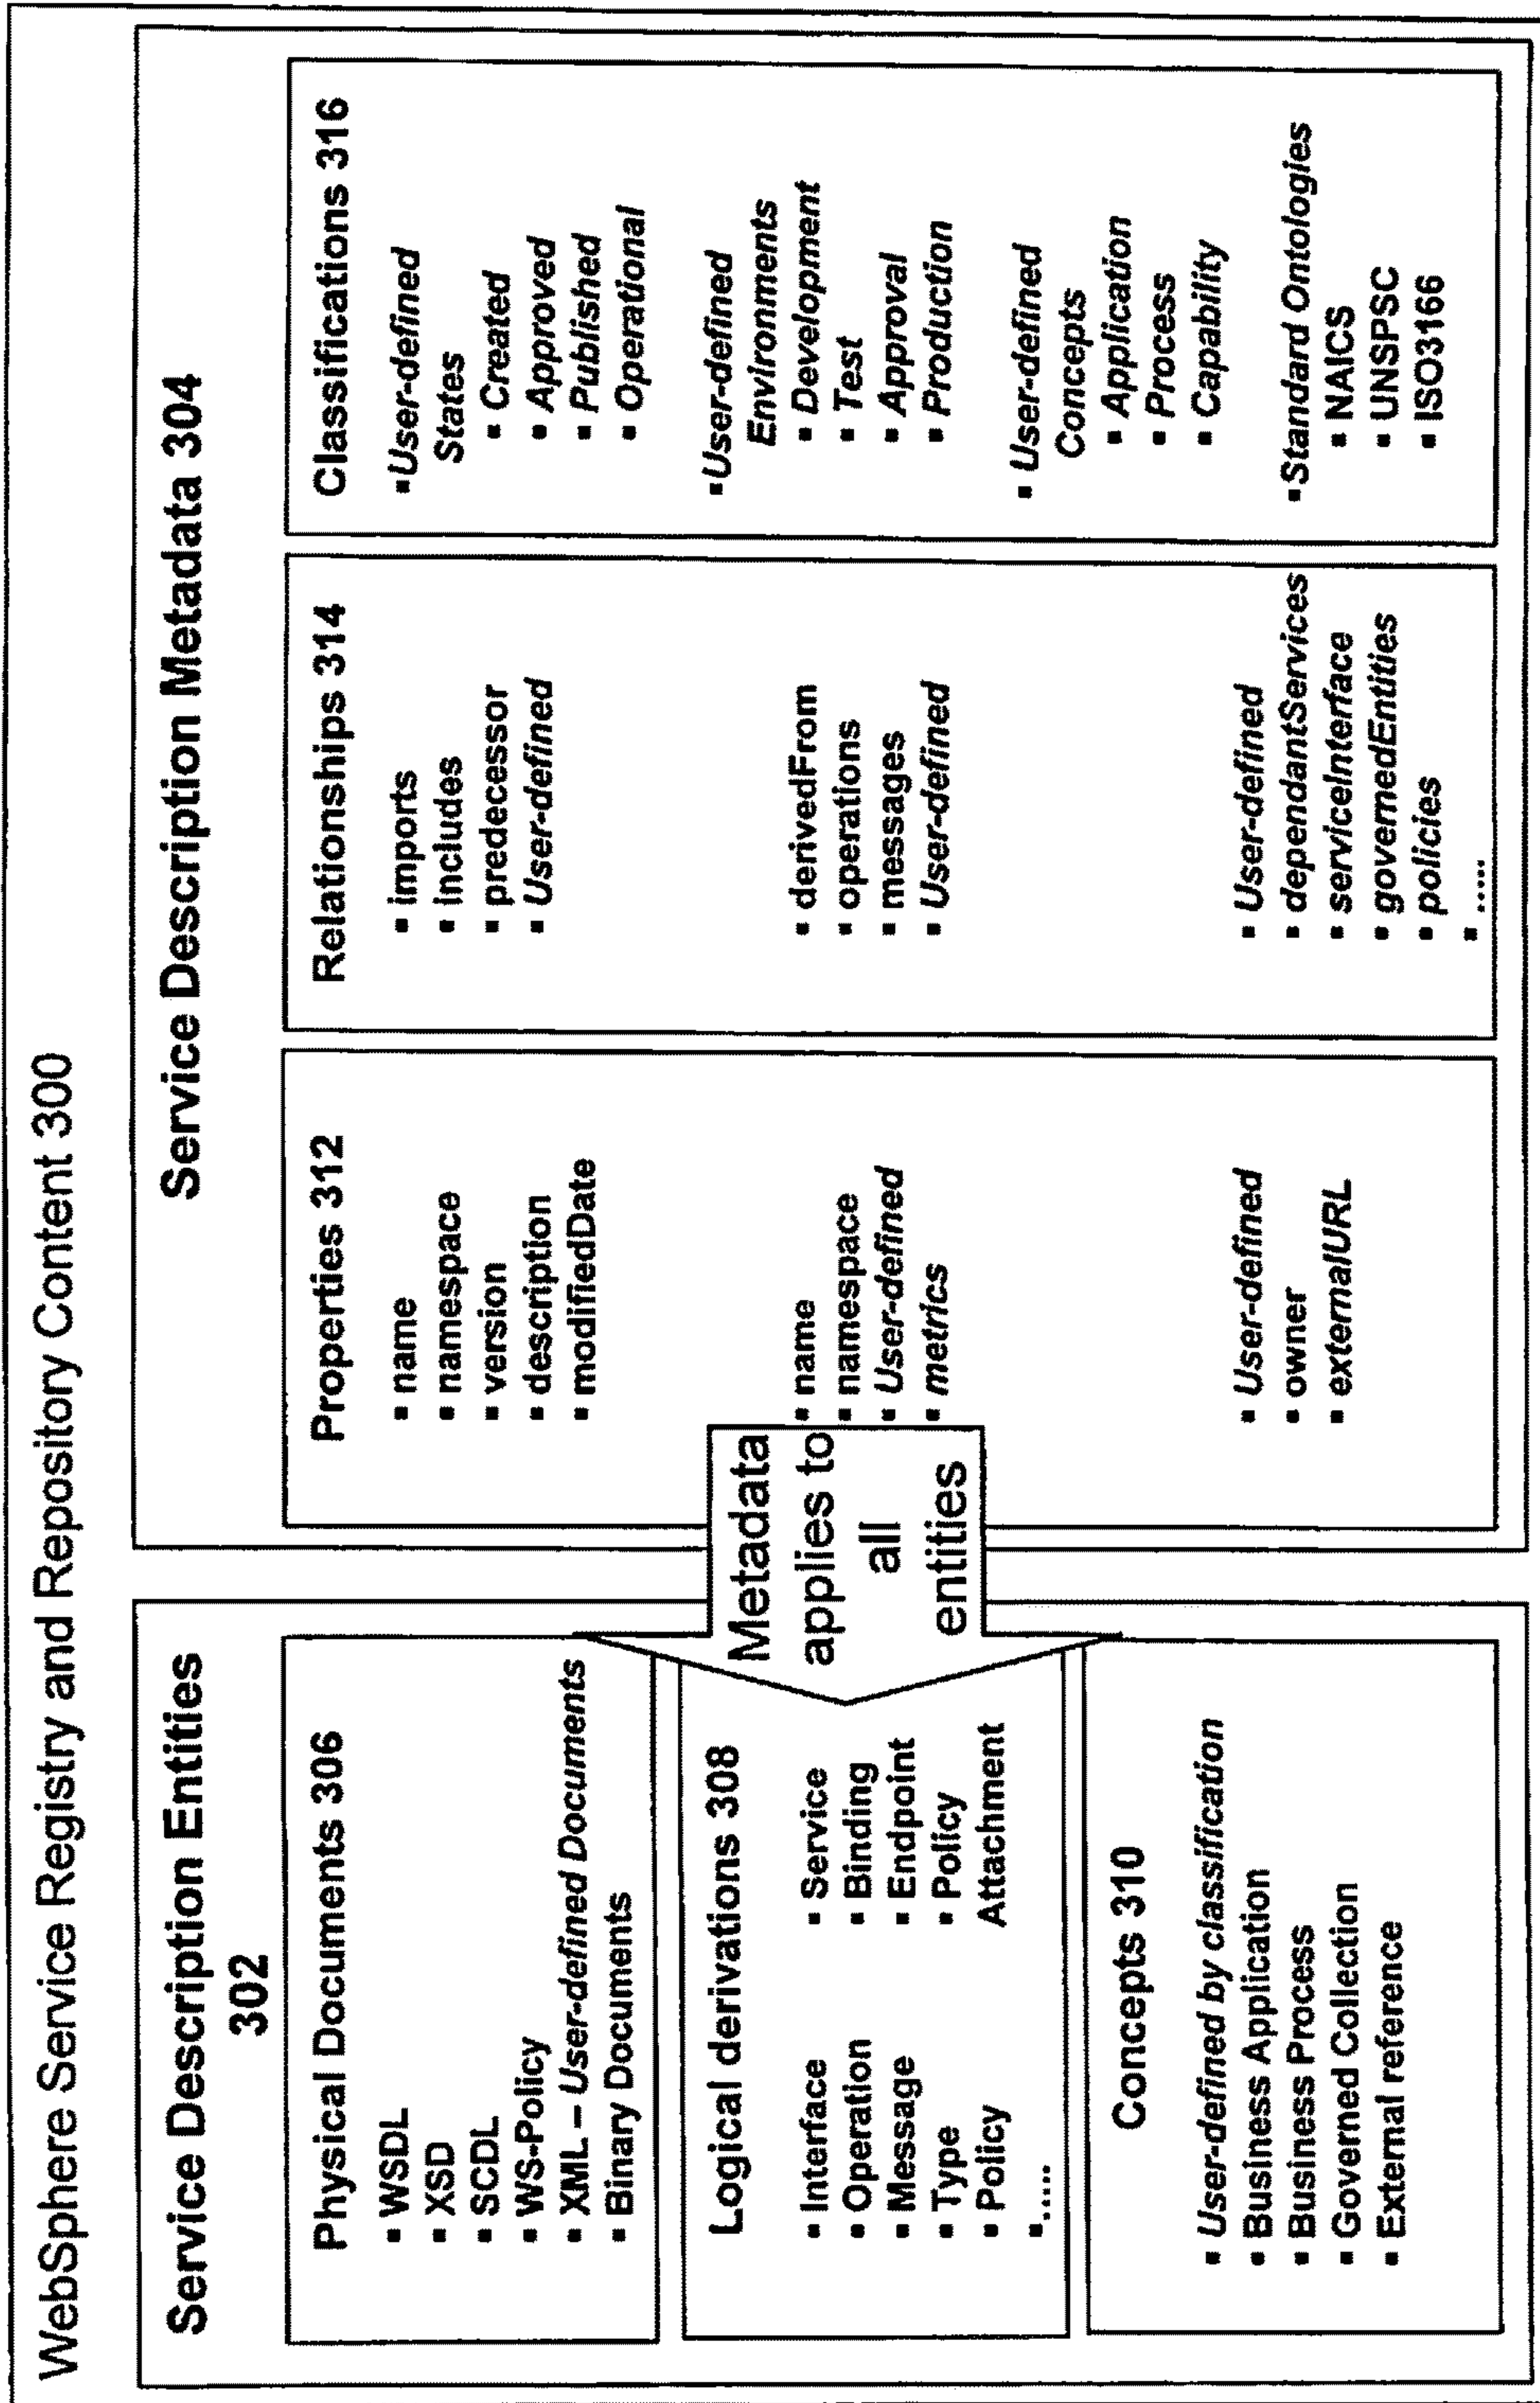 WebSphere Service Registry and Repository Content 300
Service Description Entities
302
Physical Documents 306
▪ WSDL
▪ XSD
▪ SCDL
▪ WS-Policy
▪ XML – User-defined Documents
▪ Binary Documents
Logical derivations 308
▪ Interface
▪ Operation
▪ Message
▪ Type
▪ Policy
▪.....
▪ Service
▪ Binding
▪ Endpoint
▪ Policy
Attachment
Concepts 310
▪ User-defined by classification
▪ Business Application
▪ Business Process
▪ Governed Collection
▪ External reference
Metadata
applies to
all
entities
Service Description Metadata 304
Properties 312
▪ name
▪ namespace
▪ version
▪ description
▪ modifiedDate
▪ name
▪ namespace
▪ User-defined
▪ metrics
▪ User-defined
▪ owner
▪ externalURL
Relationships 314
▪ imports
▪ includes
▪ predecessor
▪ User-defined
▪ derivedFrom
▪ operations
▪ messages
▪ User-defined
▪ User-defined
▪ dependantServices
▪ serviceInterface
▪ governedEntities
▪ policies
▪ .....
Classifications 316
▪User-defined
States
▪ Created
▪ Approved
▪ Published
▪ Operational
▪User-defined
Environments
▪ Development
▪ Test
▪ Approval
▪ Production
▪ User-defined
Concepts
▪ Application
▪ Process
▪ Capability
▪Standard Ontologies
▪ NAICS
▪ UNSPSC
▪ ISO3166